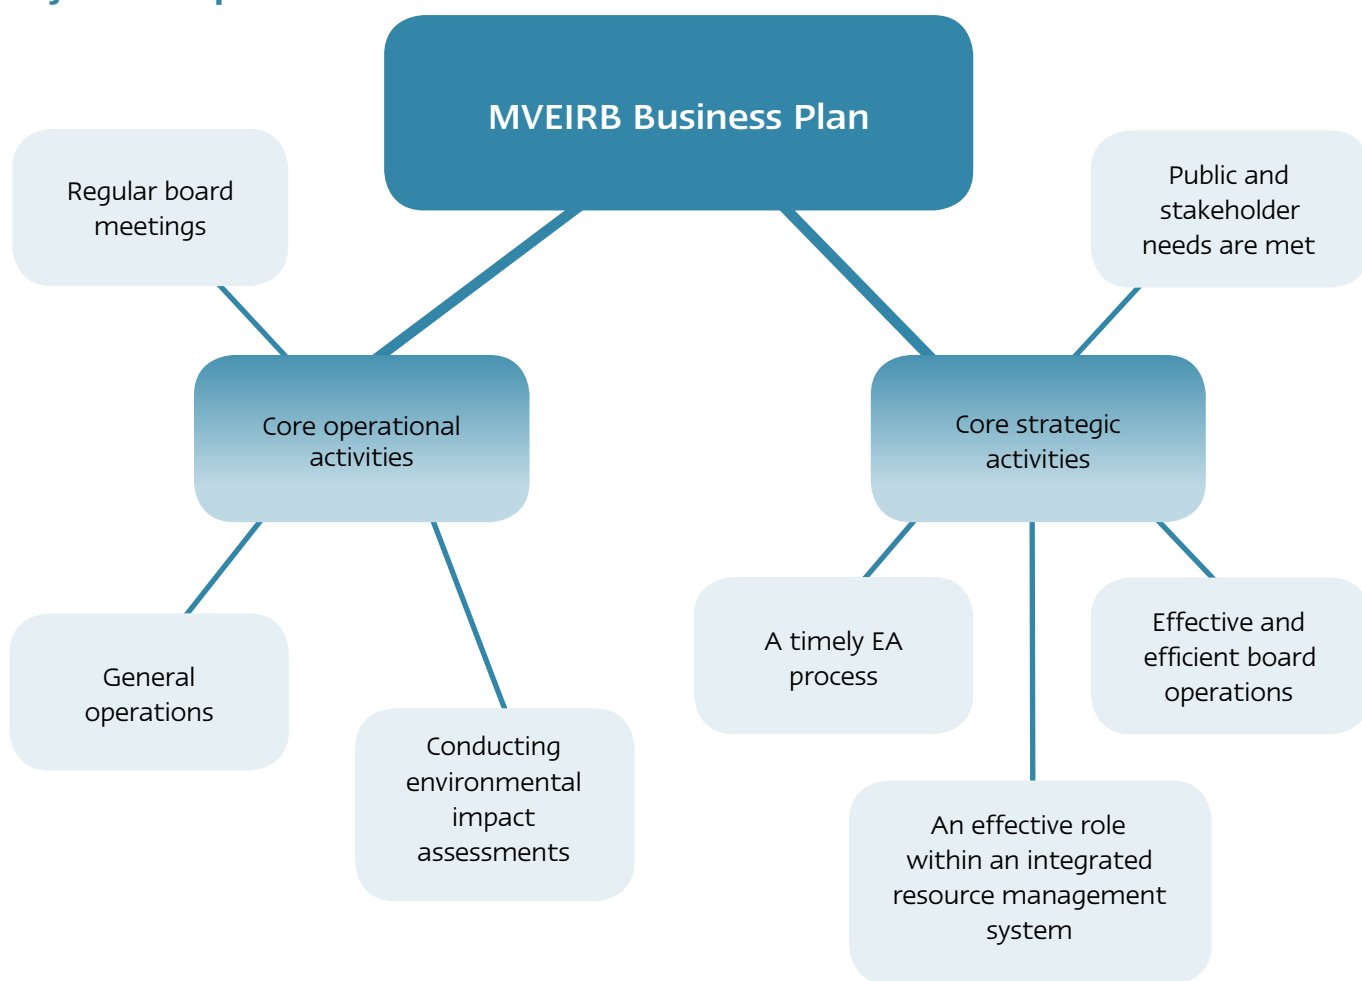 MVEIRB Business Plan
Regular board
meetings
Public and
stakeholder
needs are met
Core operational
activities
Core strategic
activities
General
operations
Conducting
environmental
impact
assessments
A timely EA
process
Effective and
efficient board
operations
An effective role
within an integrated
resource management
system